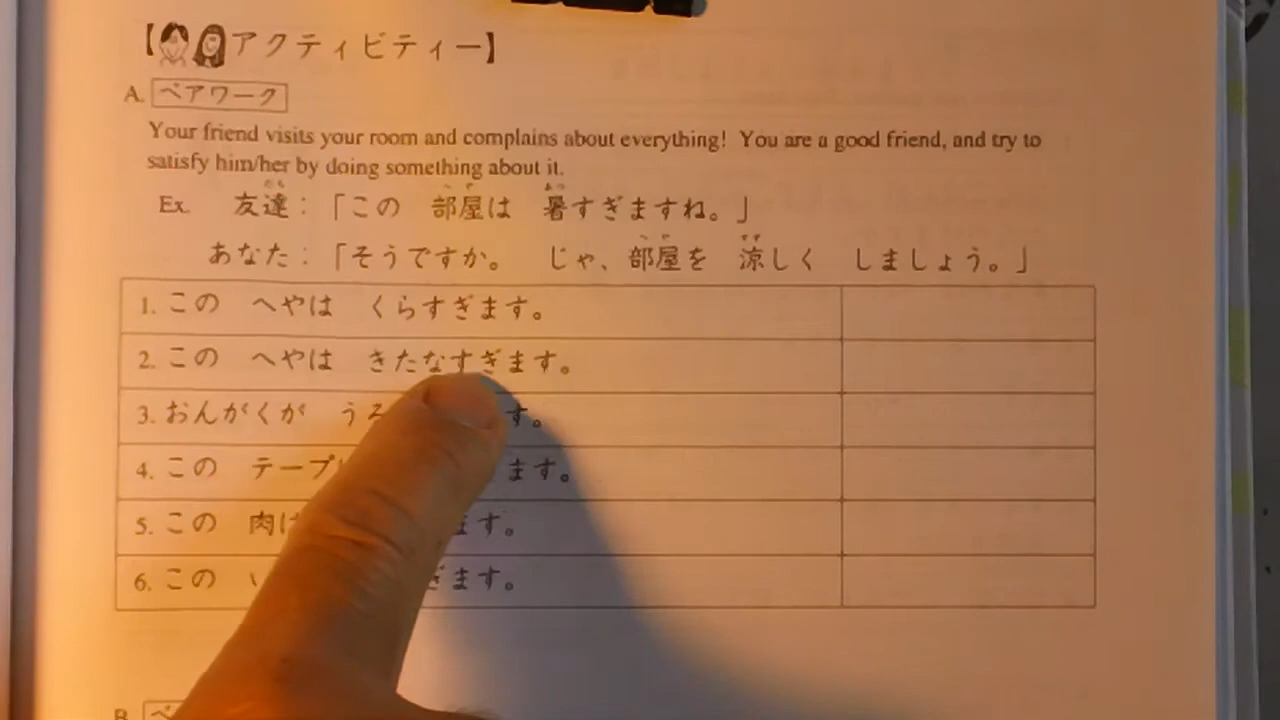 【アクティビティー】
A. ペアワーク
Your friend visits your room and complains about everything! You are a good friend, and try to
satisfy him/her by doing something about it.
Ex. 友達：「この 部屋は 暑すぎますね。」
あなた：「そうですか。 じゃ、部屋を 涼しく しましょう。」
1. この へやは くらすぎます。
2. この へやは きたなすぎます。
3. おんがくが うる す。
4. この テープ ます。
5. この 肉は ます。
6. この い ぎます。
B.